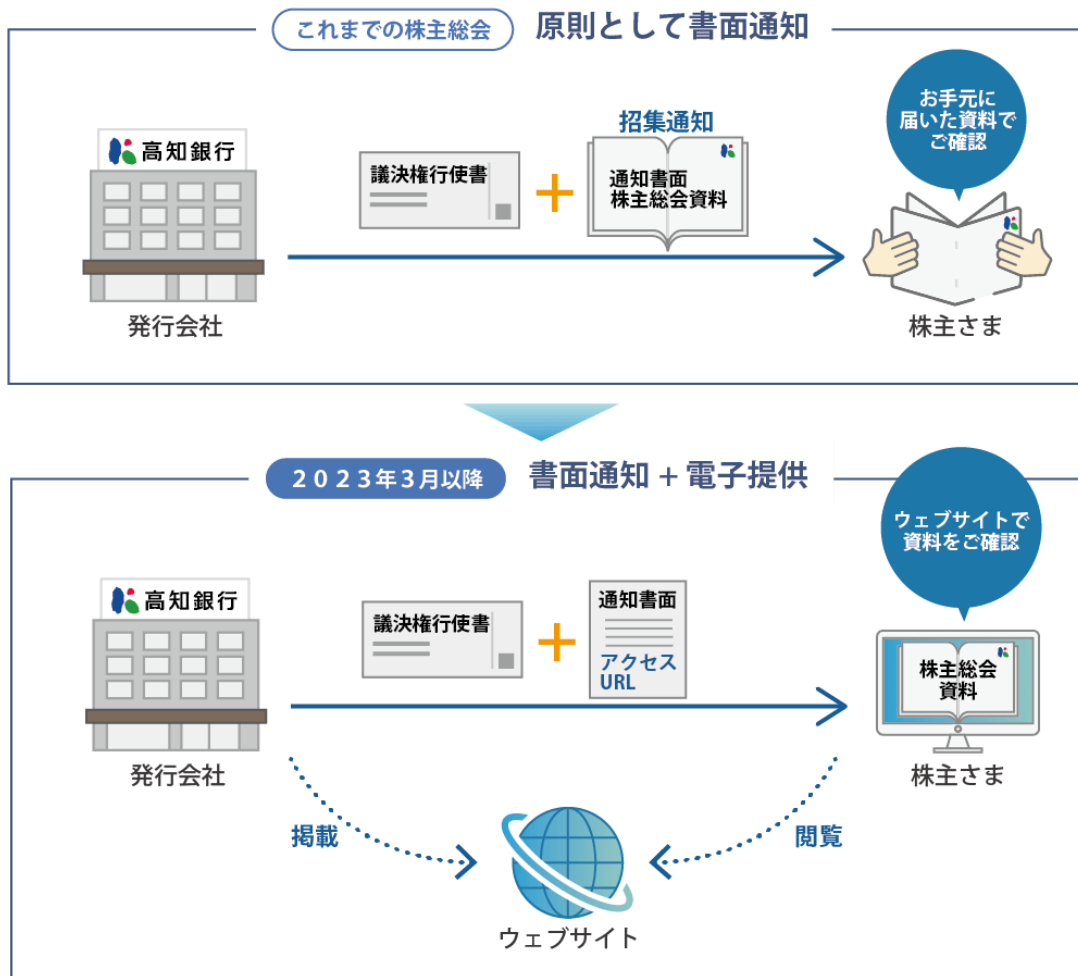 これまでの株主総会
原則として書面通知
高知銀行
発行会社
議決権行使書
招集通知
通知書面
株主総会資料
お手元に
届いた資料で
ご確認
株主さま
2023年3月以降
書面通知+電子提供
高知銀行
発行会社
議決権行使書
通知書面
アクセス
URL
ウェブサイトで
資料をご確認
株主総会
資料
株主さま
掲載
閲覧
ウェブサイト